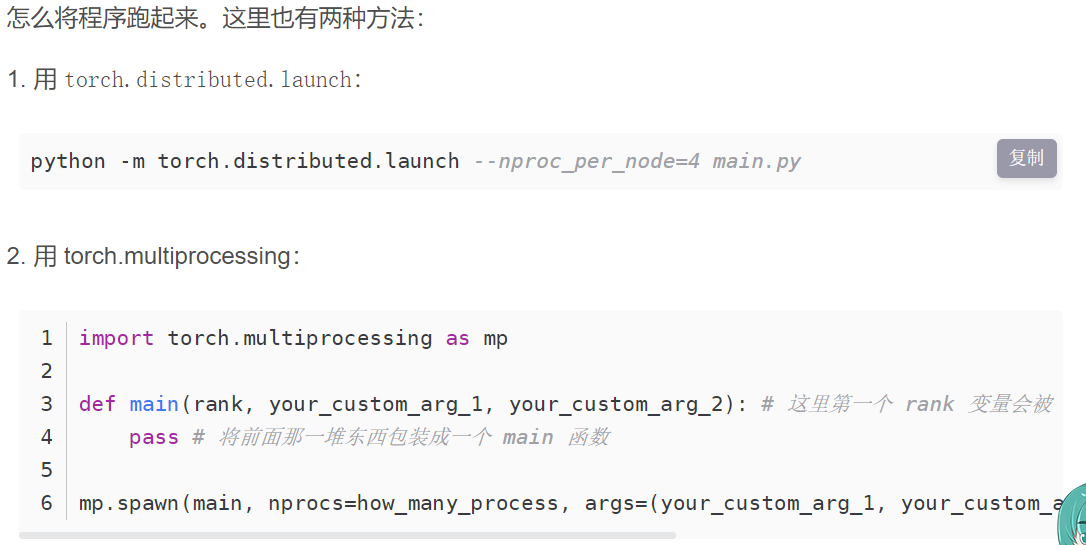 怎么将程序跑起来。这里也有两种方法：
1. 用 torch.distributed.launch：
python -m torch.distributed.launch --nproc_per_node=4 main.py
复制
2. 用 torch.multiprocessing：
1 import torch.multiprocessing as mp
2
3 def main(rank, your_custom_arg_1, your_custom_arg_2): # 这里第一个 rank 变量会被
4 pass # 将前面那一堆东西包装成一个 main 函数
5
6 mp.spawn(main, nprocs=how_many_process, args=(your_custom_arg_1, your_custom_a